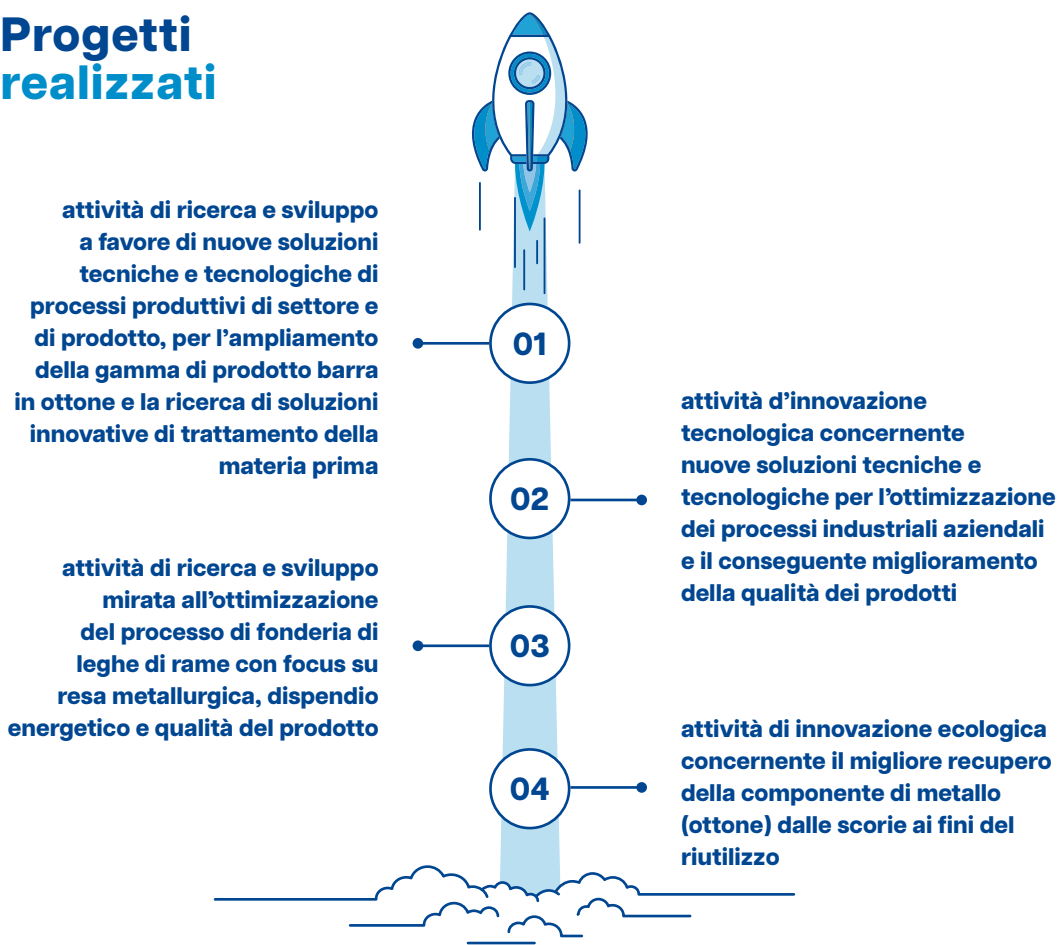 Progetti
realizzati
attività di ricerca e sviluppo
a favore di nuove soluzioni
tecniche e tecnologiche di
processi produttivi di settore e
di prodotto, per l’ampliamento
della gamma di prodotto barra
in ottone e la ricerca di soluzioni
innovative di trattamento della
materia prima
01
02
attività d’innovazione
tecnologica concernente
nuove soluzioni tecniche e
tecnologiche per l’ottimizzazione
dei processi industriali aziendali
e il conseguente miglioramento
della qualità dei prodotti
attività di ricerca e sviluppo
mirata all’ottimizzazione
del processo di fonderia di
leghe di rame con focus su
resa metallurgica, dispendio
energetico e qualità del prodotto
03
04
attività di innovazione ecologica
concernente il migliore recupero
della componente di metallo
(ottone) dalle scorie ai fini del
riutilizzo